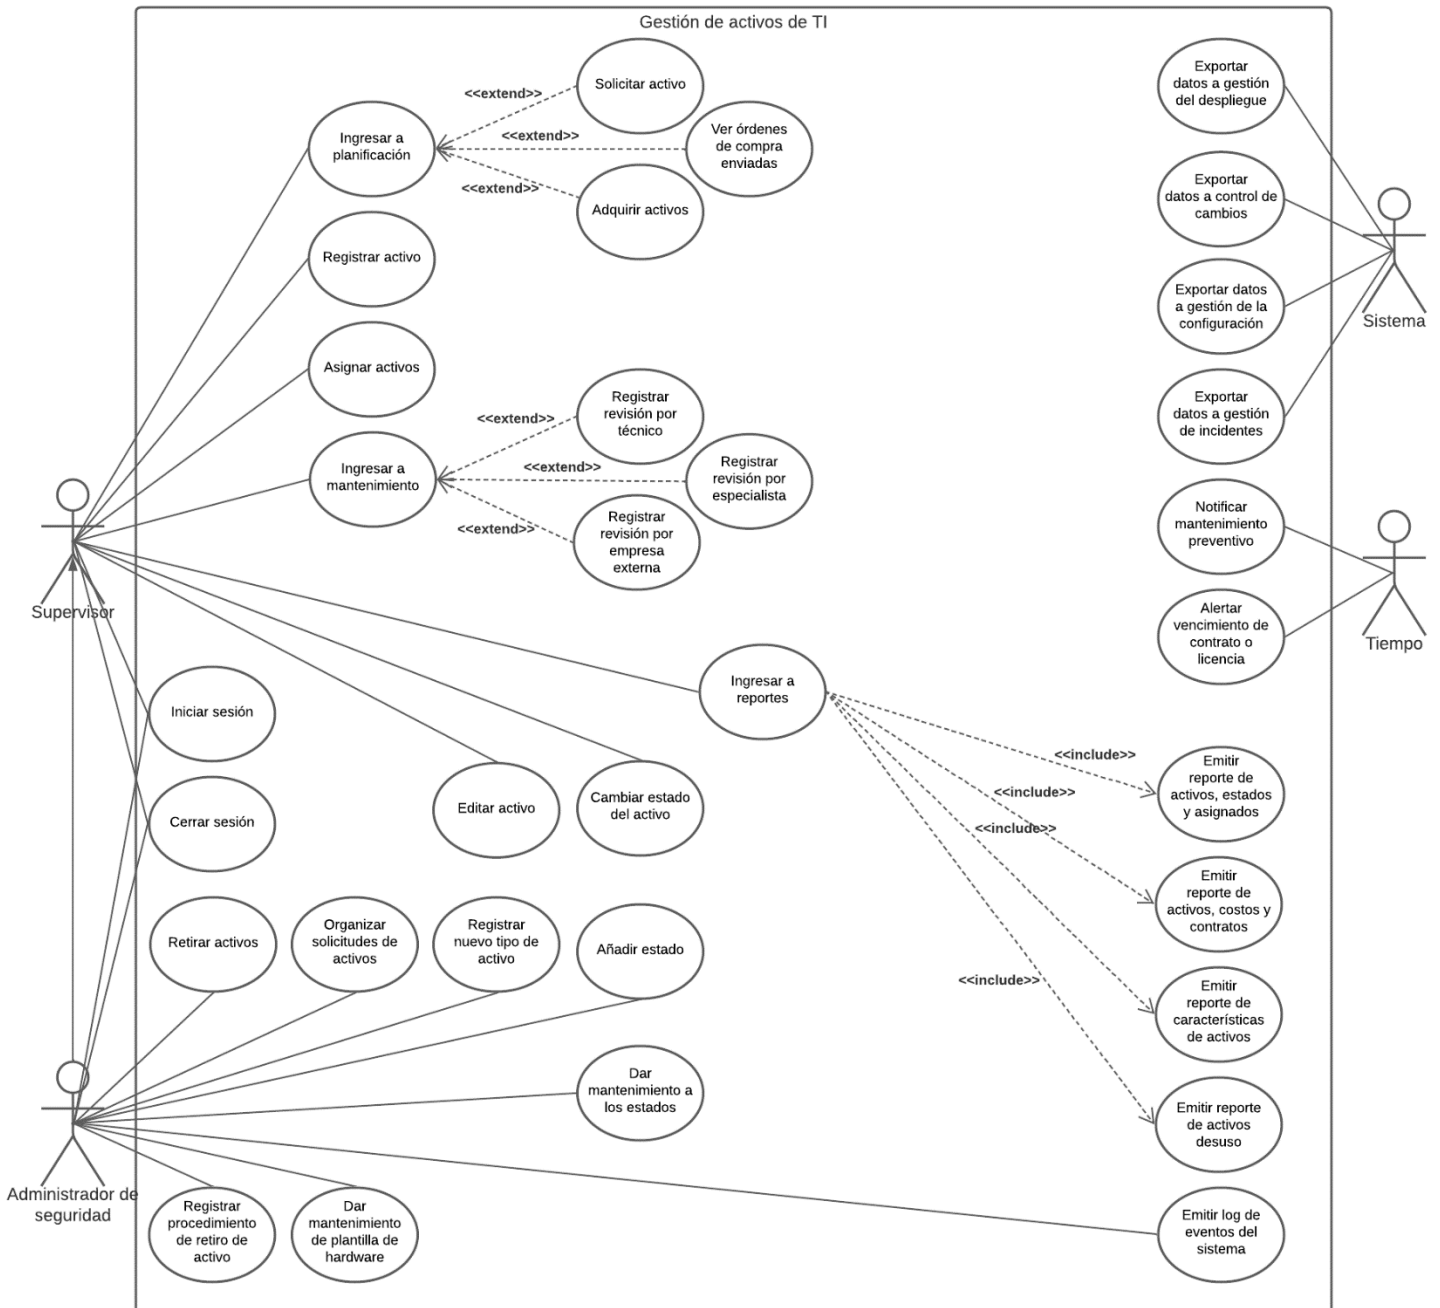 Gestión de activos de TI
Solicitar activo
<<extend>>
Ingresar a
planificación
<<extend>>
Ver órdenes
de compra
enviadas
<<extend>>
Adquirir activos
Registrar activo
Asignar activos
Ingresar a
mantenimiento
<<extend>>
Registrar
revisión por
técnico
<<extend>>
Registrar
revisión por
especialista
<<extend>>
Registrar
revisión por
empresa
externa
Exportar
datos a gestión
del despliegue
Exportar
datos a control de
cambios
Exportar datos
a gestión de la
configuración
Exportar
datos a gestión
de incidentes
Sistema
Notificar
mantenimiento
preventivo
Alertar
vencimiento de
contrato o
licencia
Tiempo
Supervisor
Iniciar sesión
Cerrar sesión
Editar activo
Cambiar estado
del activo
Ingresar a
reportes
<<include>>
<<include>>
<<include>>
<<include>>
Emitir
reporte de
activos, estados
y asignados
Emitir
reporte de
activos, costos y
contratos
Emitir
reporte de
características
de activos
Emitir reporte
de activos
desuso
Retirar activos
Organizar
solicitudes de
activos
Registrar
nuevo tipo de
activo
Añadir estado
Dar
mantenimiento a
los estados
Administrador de
seguridad
Registrar
procedimiento
de retiro de
activo
Dar
mantenimiento
de plantilla de
hardware
Emitir log de
eventos del
sistema